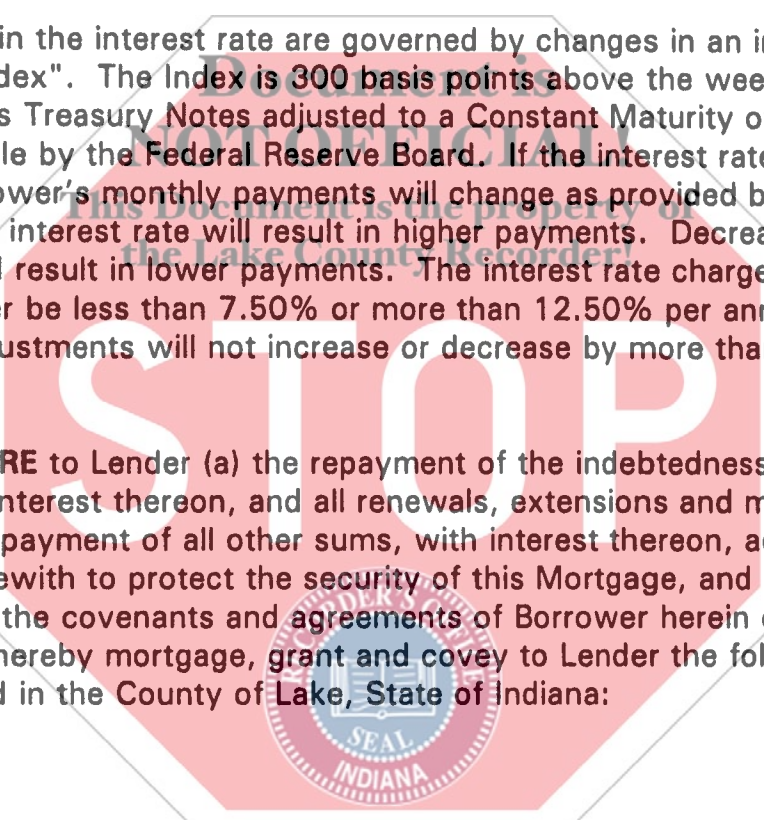 in the interest rate are governed by changes in an i
dex". The Index is 300 basis points above the wee
Document is
s Treasury Notes adjusted to a Constant Maturity o
NOT OFFICIAL!
le by the Federal Reserve Board. If the interest rate
ower's monthly payments will change as provided b
This Document is the property of
interest rate will result in higher payments. Decrea
the Lake County Recorder!
l result in lower payments. The interest rate charge
r be less than 7.50% or more than 12.50% per ann
ustments will not increase or decrease by more tha
STOP
RE to Lender (a) the repayment of the indebtedness
nterest thereon, and all renewals, extensions and m
payment of all other sums, with interest thereon, a
ewith to protect the security of this Mortgage, and
the covenants and agreements of Borrower herein
hereby mortgage, grant and covey to Lender the fol
d in the County of Lake, State of Indiana:
RECORDER'S OFFICE
SEAL
INDIANA